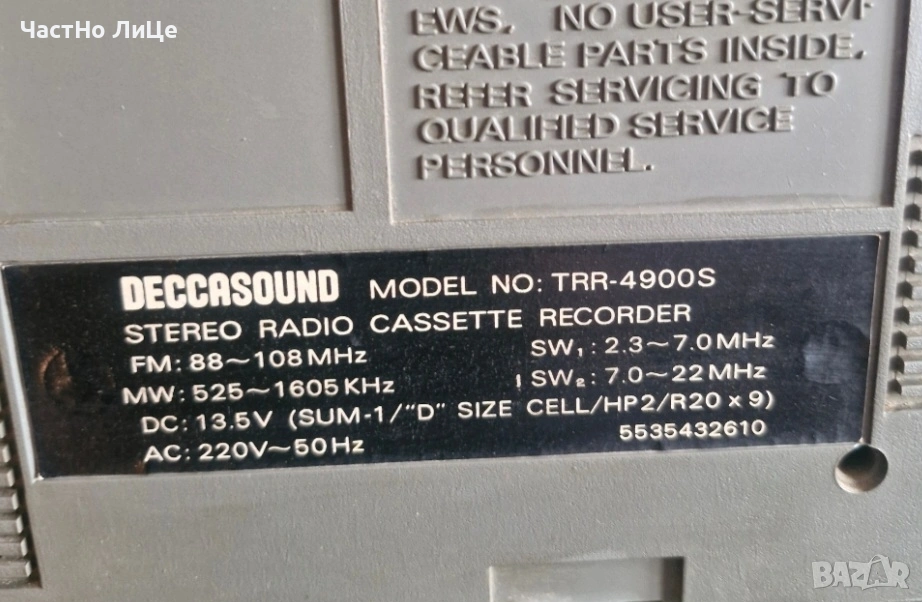 ЧастНо ЛиЦе
EWS. NO USER-SERVI-
CEABLE PARTS INSIDE.
REFER SERVICING TO
QUALIFIED SERVICE
PERSONNEL.
DECCASOUND MODEL NO: TRR-4900S
STEREO RADIO CASSETTE RECORDER
FM: 88~108MHz SW₁: 2.3~7.0MHz
MW: 525~1605KHz SW₂: 7.0~22MHz
DC: 13.5V (SUM-1/"D" SIZE CELL/HP2/R20 x 9)
AC: 220V~50Hz 5535432610
BAZAR